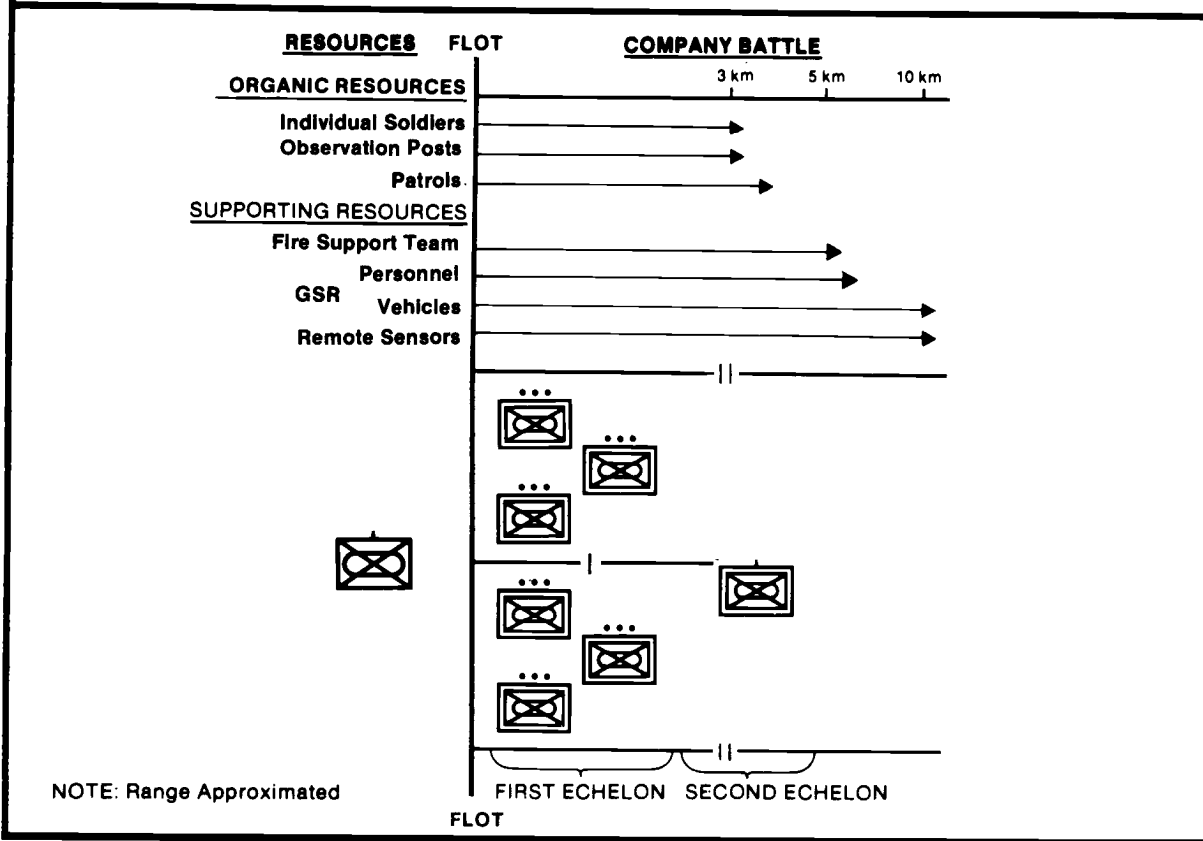 RESOURCES FLOT COMPANY BATTLE
3 km 5 km 10 km
ORGANIC RESOURCES
Individual Soldiers
Observation Posts
Patrols
SUPPORTING RESOURCES
Fire Support Team
Personnel
GSR
Vehicles
Remote Sensors
NOTE: Range Approximated
FIRST ECHELON SECOND ECHELON
FLOT